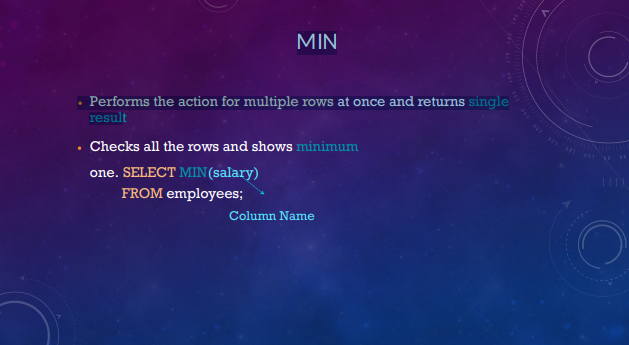 MIN
• Performs the action for multiple rows at once and returns single
result
• Checks all the rows and shows minimum
one. SELECT MIN(salary)
FROM employees;
Column Name